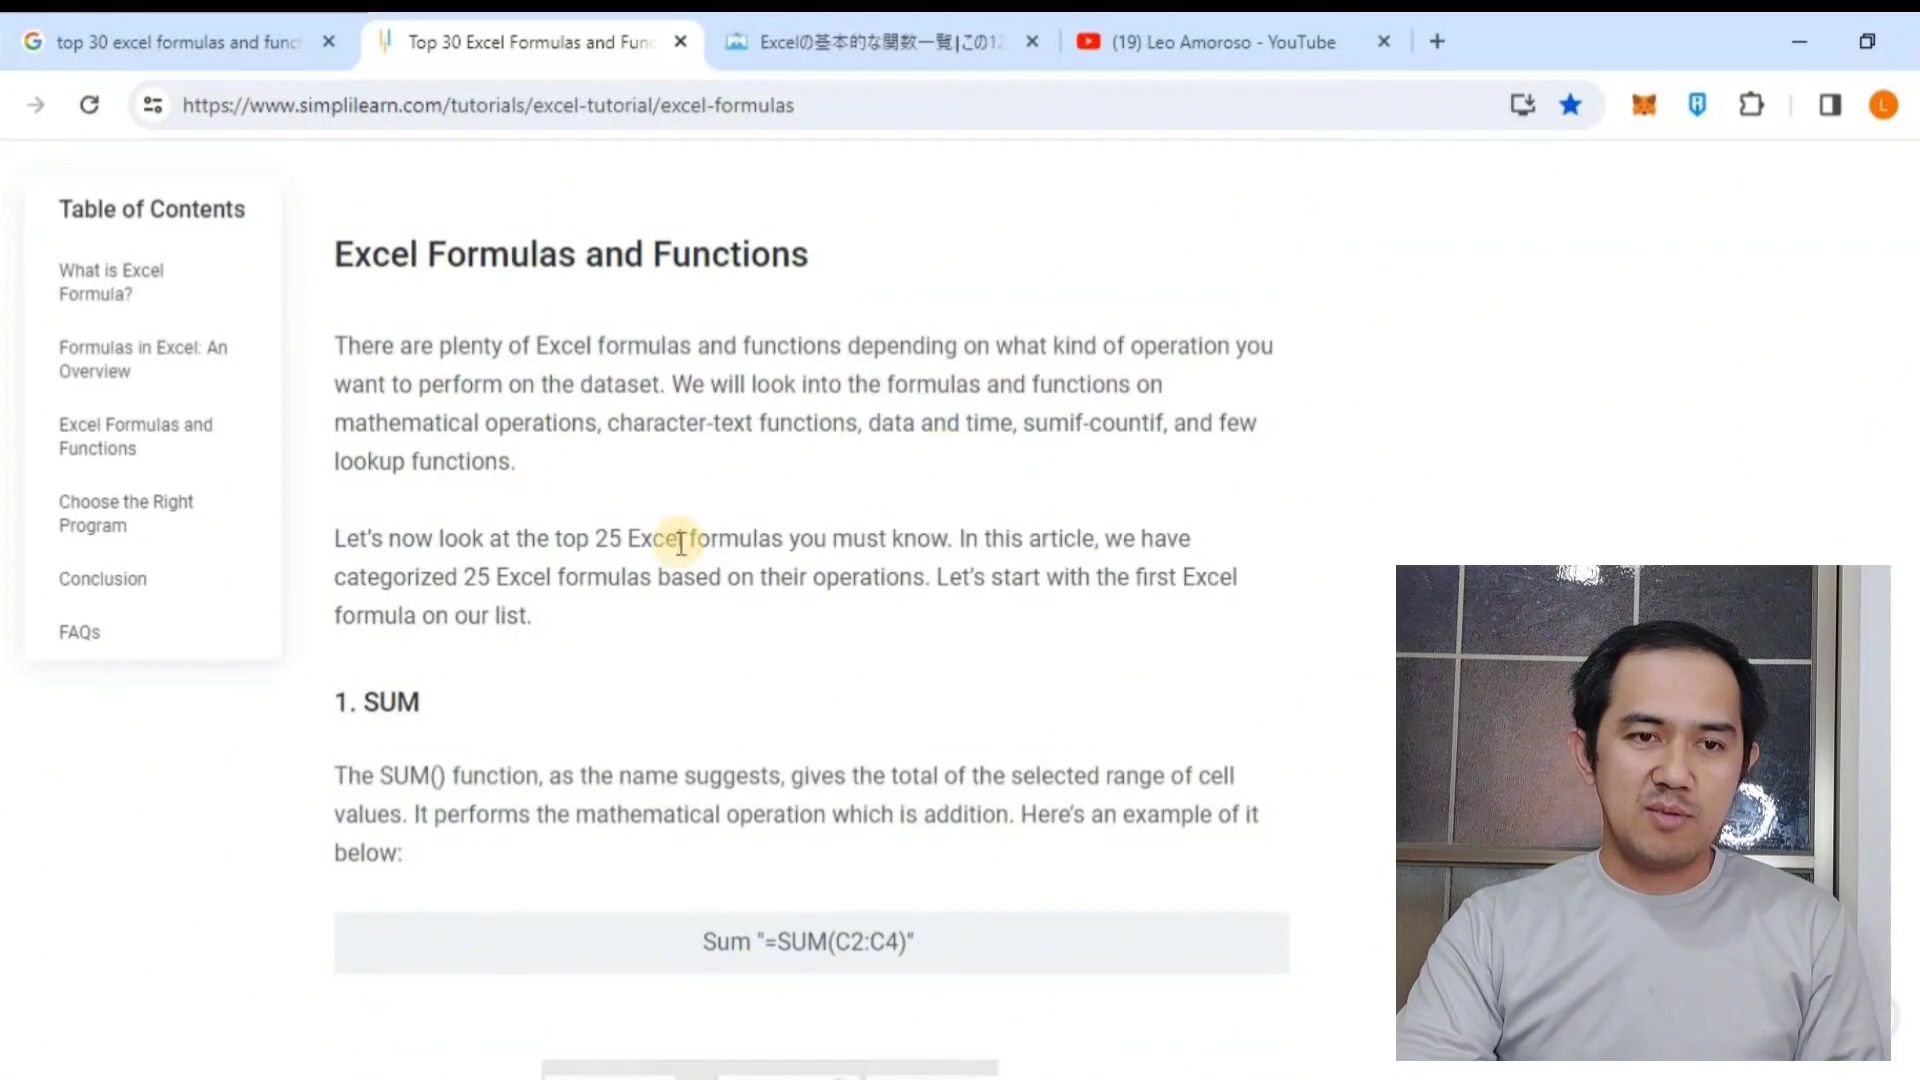 top 30 excel formulas and funct
Top 30 Excel Formulas and Func
Excelの基本的な関数一覧|この12
(19) Leo Amoroso - YouTube
https://www.simplilearn.com/tutorials/excel-tutorial/excel-formulas
L
Table of Contents
What is Excel
Formula?
Formulas in Excel: An
Overview
Excel Formulas and
Functions
Choose the Right
Program
Conclusion
FAQs
Excel Formulas and Functions
There are plenty of Excel formulas and functions depending on what kind of operation you
want to perform on the dataset. We will look into the formulas and functions on
mathematical operations, character-text functions, data and time, sumif-countif, and few
lookup functions.
Let's now look at the top 25 Excel formulas you must know. In this article, we have
categorized 25 Excel formulas based on their operations. Let's start with the first Excel
formula on our list.
1. SUM
The SUM() function, as the name suggests, gives the total of the selected range of cell
values. It performs the mathematical operation which is addition. Here's an example of it
below:
Sum "=SUM(C2:C4)"